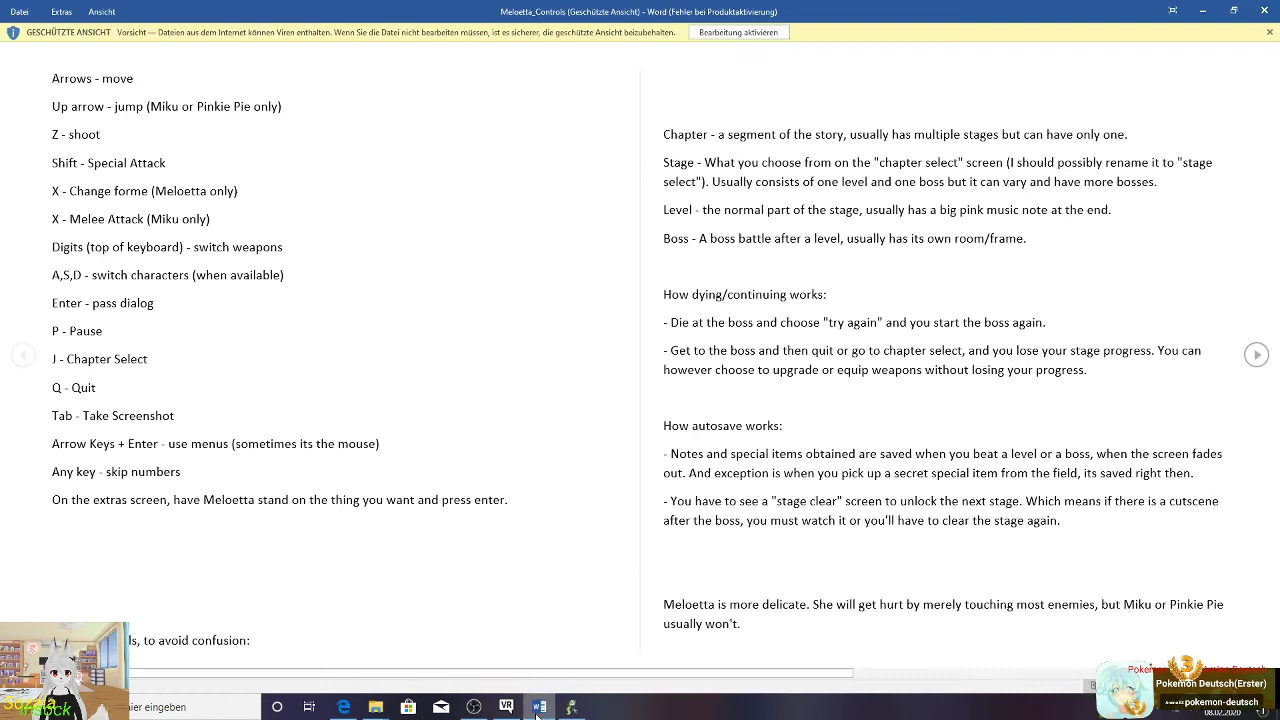 Datei Extras Ansicht Meloetta_Controls (Geschützte Ansicht) - Word (Fehler bei Produktaktivierung)
GESCHÜTZTE ANSICHT Vorsicht — Dateien aus dem Internet können Viren enthalten. Wenn Sie die Datei nicht bearbeiten müssen, ist es sicherer, die geschützte Ansicht beizubehalten. Bearbeitung aktivieren
Arrows - move
Up arrow - jump (Miku or Pinkie Pie only)
Z - shoot
Shift - Special Attack
X - Change forme (Meloetta only)
X - Melee Attack (Miku only)
Digits (top of keyboard) - switch weapons
A,S,D - switch characters (when available)
Enter - pass dialog
P - Pause
J - Chapter Select
Q - Quit
Tab - Take Screenshot
Arrow Keys + Enter - use menus (sometimes its the mouse)
Any key - skip numbers
On the extras screen, have Meloetta stand on the thing you want and press enter.
ls, to avoid confusion:
Chapter - a segment of the story, usually has multiple stages but can have only one.
Stage - What you choose from on the "chapter select" screen (I should possibly rename it to "stage
select"). Usually consists of one level and one boss but it can vary and have more bosses.
Level - the normal part of the stage, usually has a big pink music note at the end.
Boss - A boss battle after a level, usually has its own room/frame.
How dying/continuing works:
- Die at the boss and choose "try again" and you start the boss again.
- Get to the boss and then quit or go to chapter select, and you lose your stage progress. You can
however choose to upgrade or equip weapons without losing your progress.
How autosave works:
- Notes and special items obtained are saved when you beat a level or a boss, when the screen fades
out. And exception is when you pick up a secret special item from the field, its saved right then.
- You have to see a "stage clear" screen to unlock the next stage. Which means if there is a cutscene
after the boss, you must watch it or you'll have to clear the stage again.
Meloetta is more delicate. She will get hurt by merely touching most enemies, but Miku or Pinkie Pie
usually won't.
3
Pokemon Deutsch(Erster)
pokemon-deutsch
hier eingeben
08.02.2020